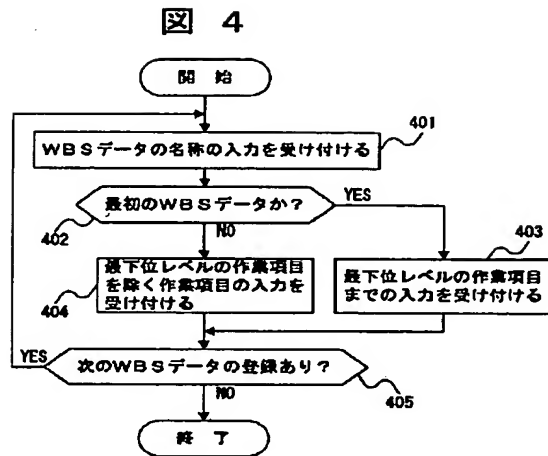 図 4
開 始
WBSデータの名称の入力を受け付ける
401
最初のWBSデータか?
YES
402
NO
403
最下位レベルの作業項目
を除く作業項目の入力を
受け付ける
404
最下位レベルの作業項目
までの入力を受け付ける
YES
次のWBSデータの登録あり?
NO
405
終 了